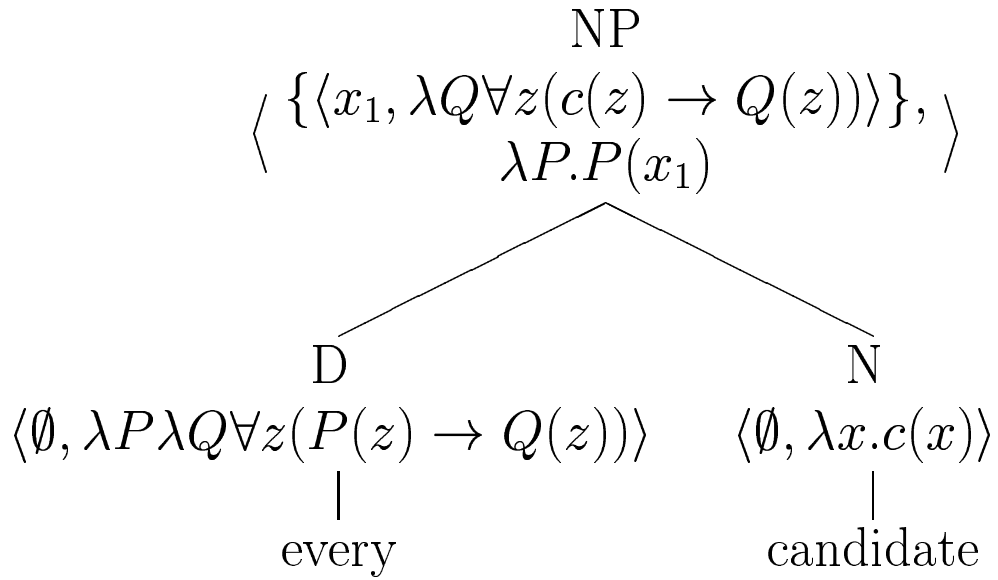 NP
⟨ {⟨x₁, λQ∀z(c(z) → Q(z))⟩}, ⟩
λP.P(x₁)
D N
⟨∅, λPλQ∀z(P(z) → Q(z))⟩ ⟨∅, λx.c(x)⟩
every candidate